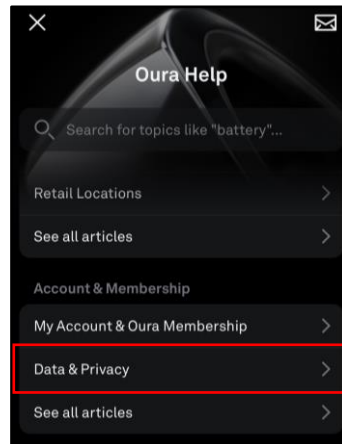 Oura Help
Search for topics like "battery"...
Retail Locations
See all articles
Account & Membership
My Account & Oura Membership
Data & Privacy
See all articles